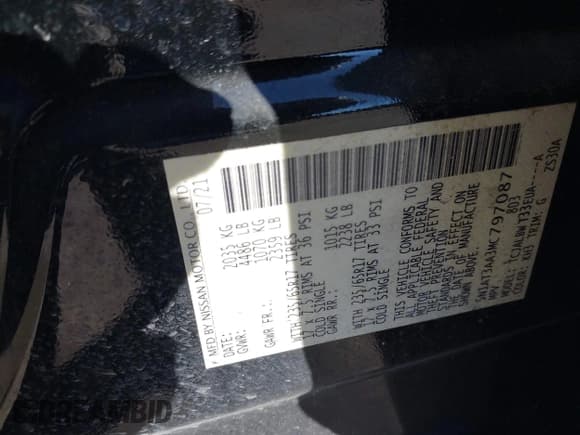 MFD BY NISSAN MOTOR CO., LTD.
DATE: 07/21
GVWR: 2035 KG
4486 LB
GAWR FR.: 1070 KG
2359 LB
WITH 235/65R17 TIRES
17 X 7.5 RIMS AT 36 PSI
COLD SINGLE
GAWR RR.: 1015 KG
2238 LB
WITH 235/65R17 TIRES
17 X 7.5 RIMS AT 33 PSI
COLD SINGLE
THIS VEHICLE CONFORMS TO
ALL APPLICABLE FEDERAL
MOTOR VEHICLE SAFETY AND
THEFT PREVENTION
STANDARDS IN EFFECT ON
THE DATE OF MANUFACTURE
SHOWN ABOVE.
5N1AT3AA3MC797087
MPV 803
MODEL: TCJALBW T33EUA----A
COLOR: KH3 TRIM: G ZS30A
DREAMBID